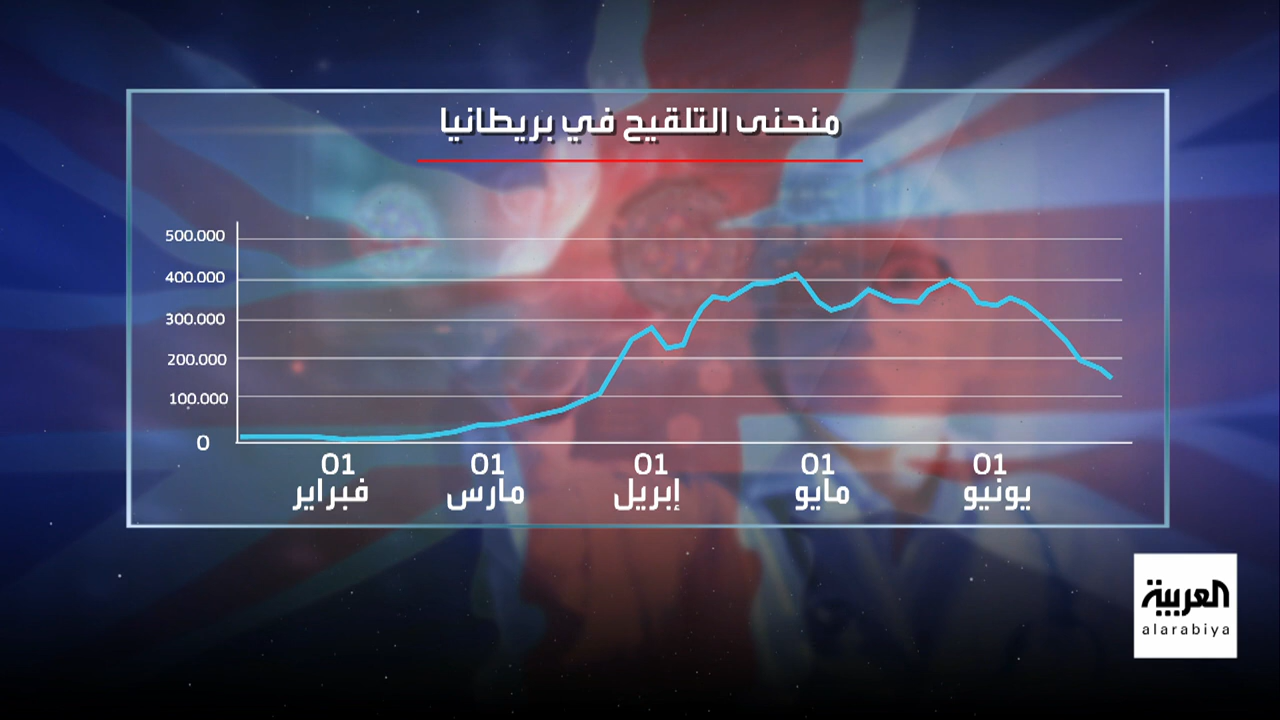 منحنى التلقيح في بريطانيا
500.000
400.000
300.000
200.000
100.000
0
01 01 01 01 01
فبراير مارس إبريل مايو يونيو
العربية
alarabiya